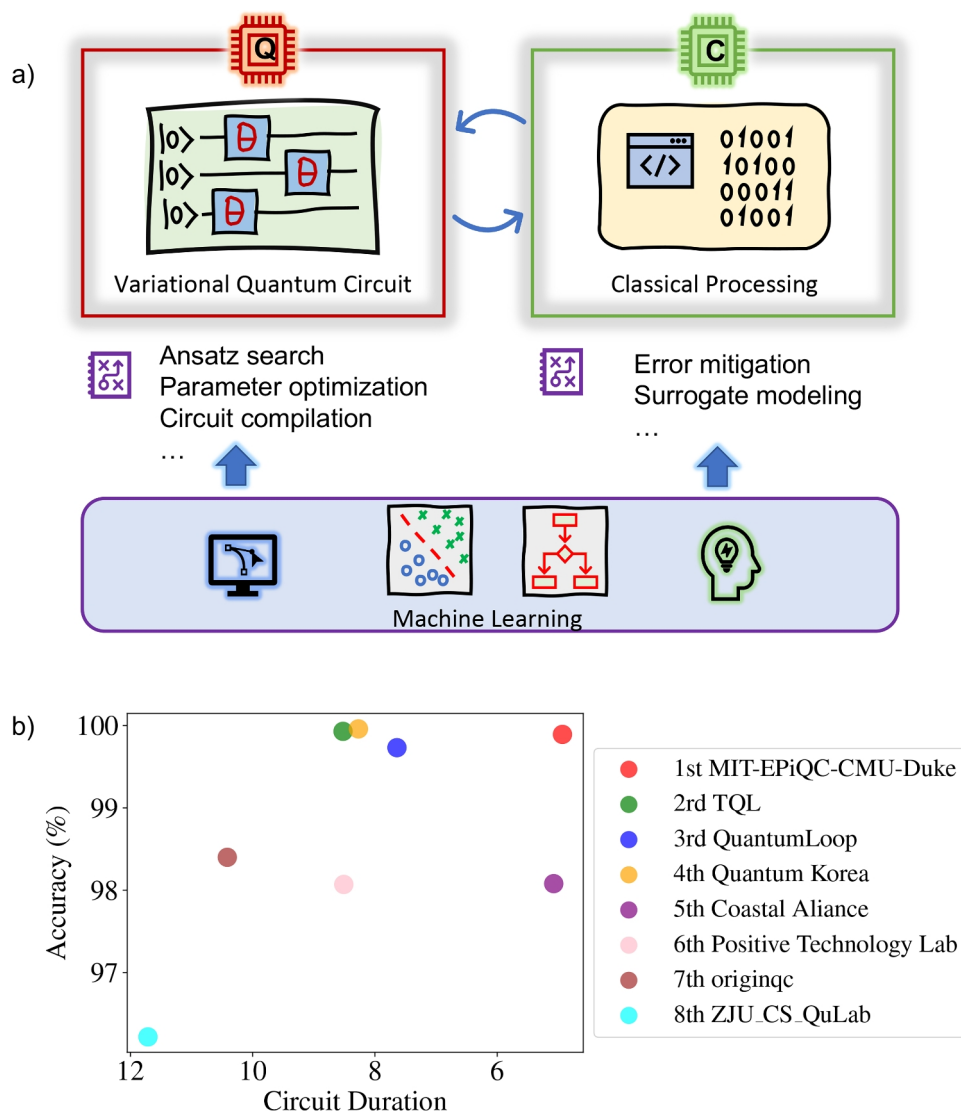 a)
Q
C
|0⟩ θ
|0⟩ θ
|0⟩ θ
</>
01001
10100
00011
01001
Variational Quantum Circuit
Classical Processing
Ansatz search
Parameter optimization
Circuit compilation
...
Error mitigation
Surrogate modeling
...
Machine Learning
b)
100
99
98
97
Accuracy (%)
12 10 8 6
Circuit Duration
1st MIT-EPiQC-CMU-Duke
2rd TQL
3rd QuantumLoop
4th Quantum Korea
5th Coastal Aliance
6th Positive Technology Lab
7th originqc
8th ZJU_CS_QuLab